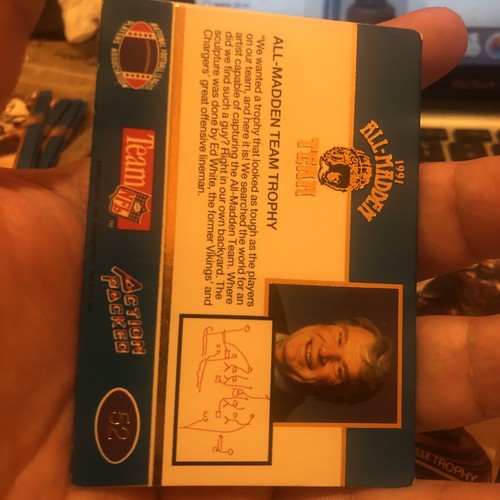 1991
ALL-MADDEN
TEAM
ALL-MADDEN TEAM TROPHY
"We wanted a trophy that looked as tough as the players
on our team, and here it is! We searched the world for an
artist capable of capturing the All-Madden Team. Where
did we find such a guy? Right in our own backyard. The
sculpture was done by Ed White, the former Vikings' and
Chargers' great offensive lineman.
Team
NFL
TM
ACTION
PACKED
52
M TROPHY